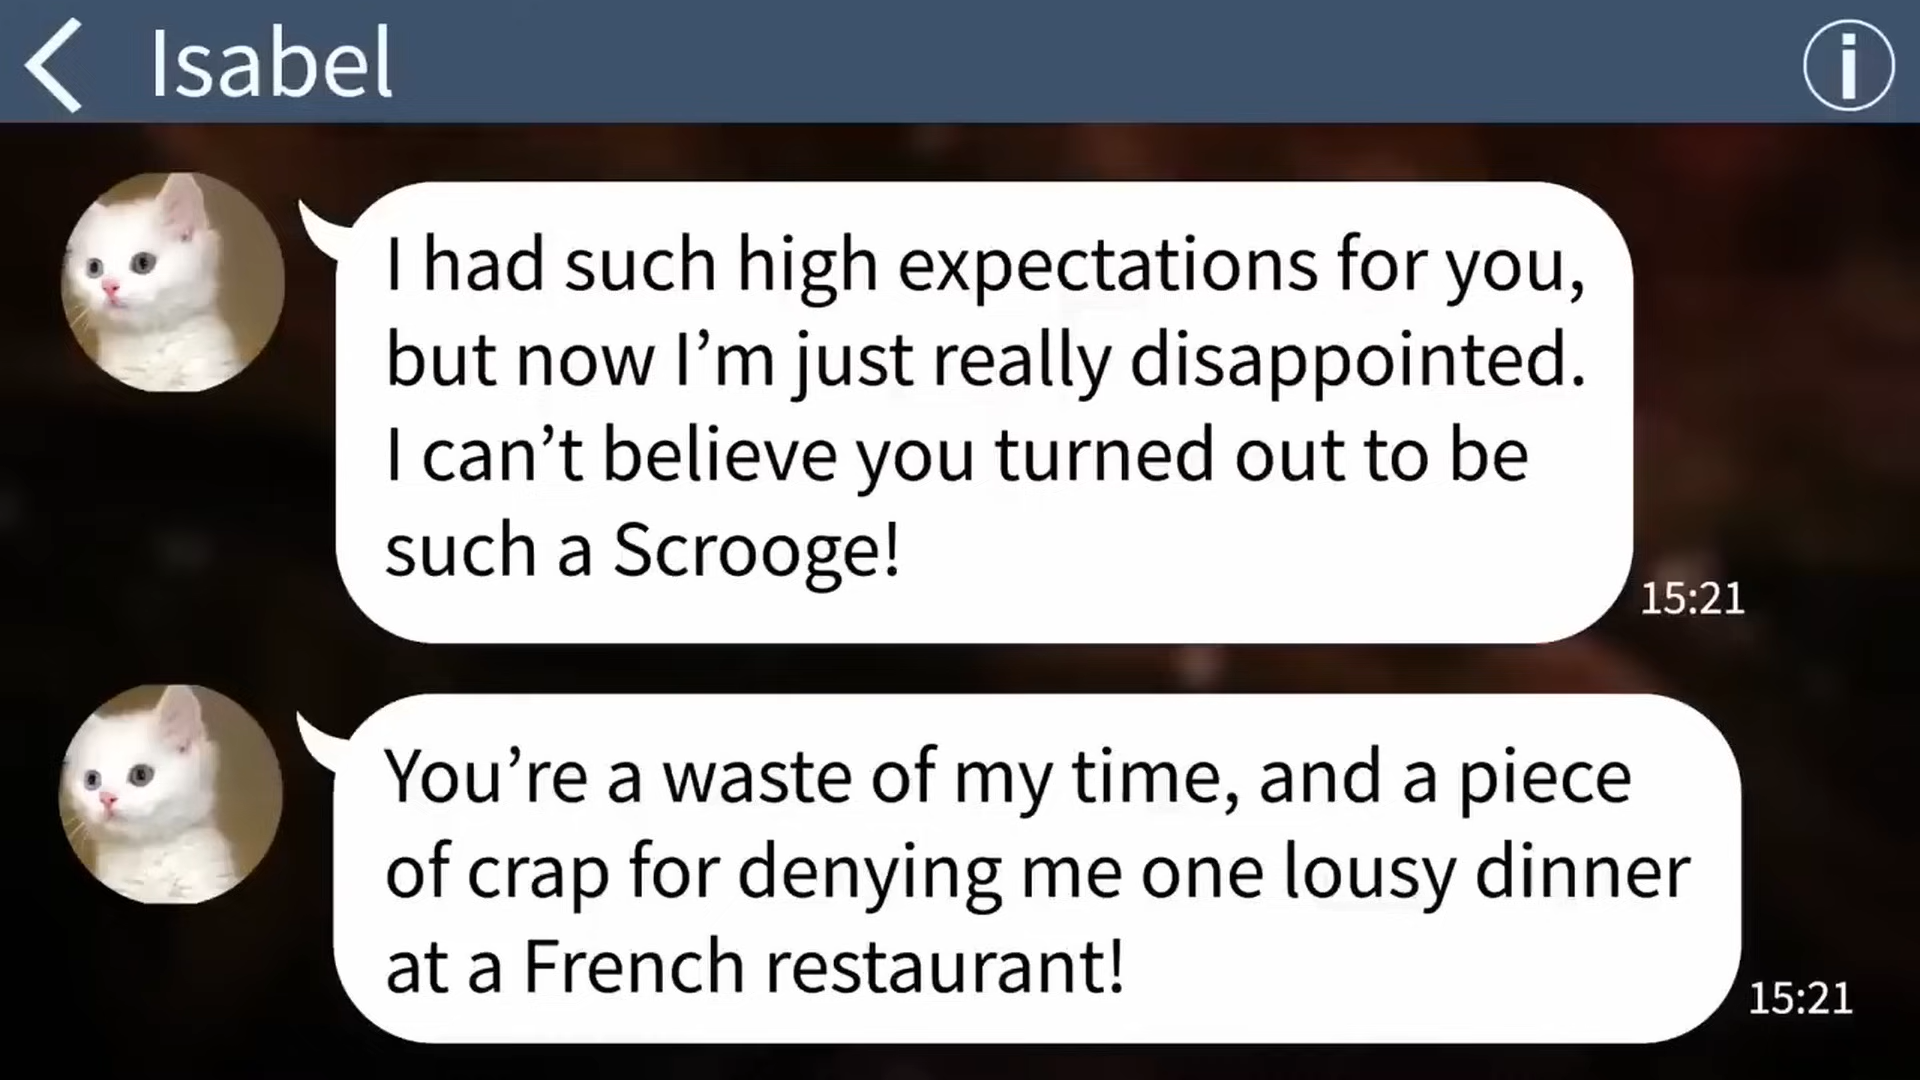 Isabel
I had such high expectations for you,
but now I’m just really disappointed.
I can’t believe you turned out to be
such a Scrooge!
15:21
You’re a waste of my time, and a piece
of crap for denying me one lousy dinner
at a French restaurant!
15:21